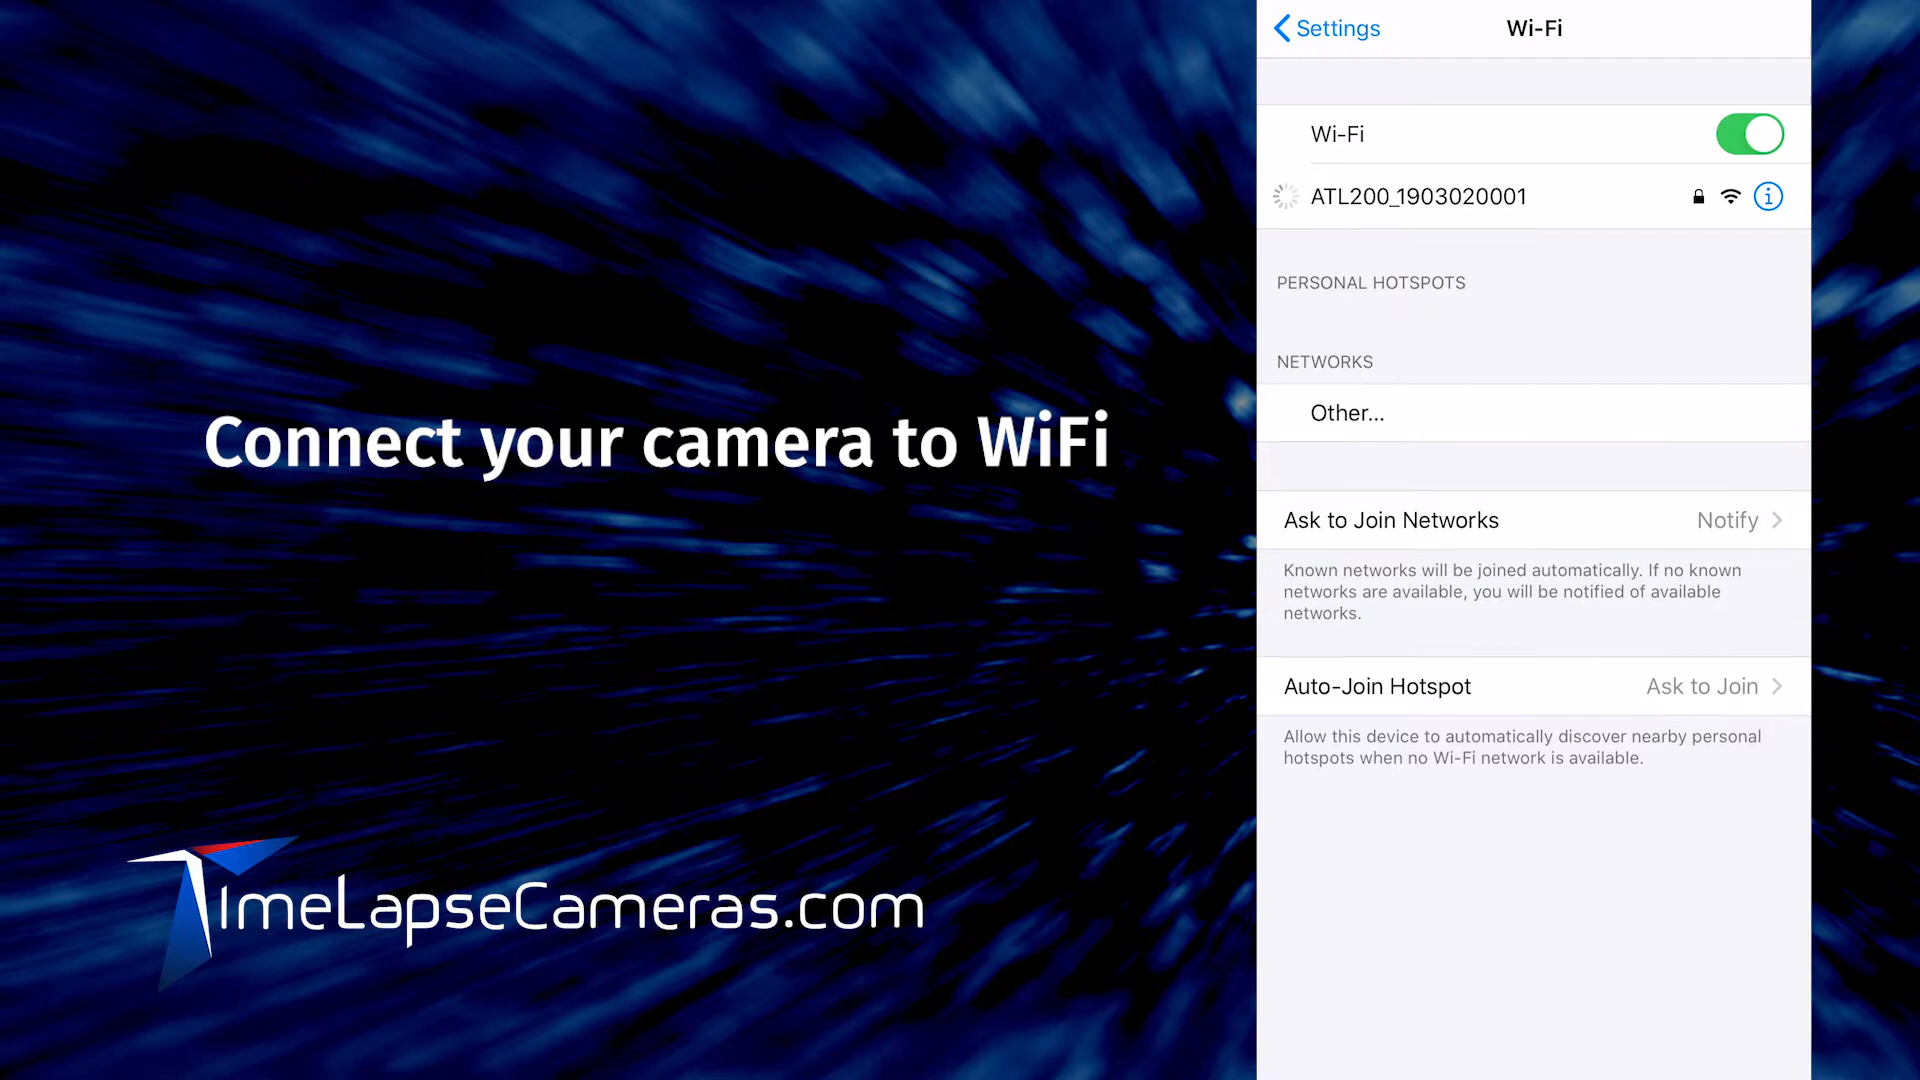 Connect your camera to WiFi
TimeLapseCameras.com
Settings
Wi-Fi
Wi-Fi
ATL200_1903020001
PERSONAL HOTSPOTS
NETWORKS
Other...
Ask to Join Networks Notify
Known networks will be joined automatically. If no known
networks are available, you will be notified of available
networks.
Auto-Join Hotspot Ask to Join
Allow this device to automatically discover nearby personal
hotspots when no Wi-Fi network is available.